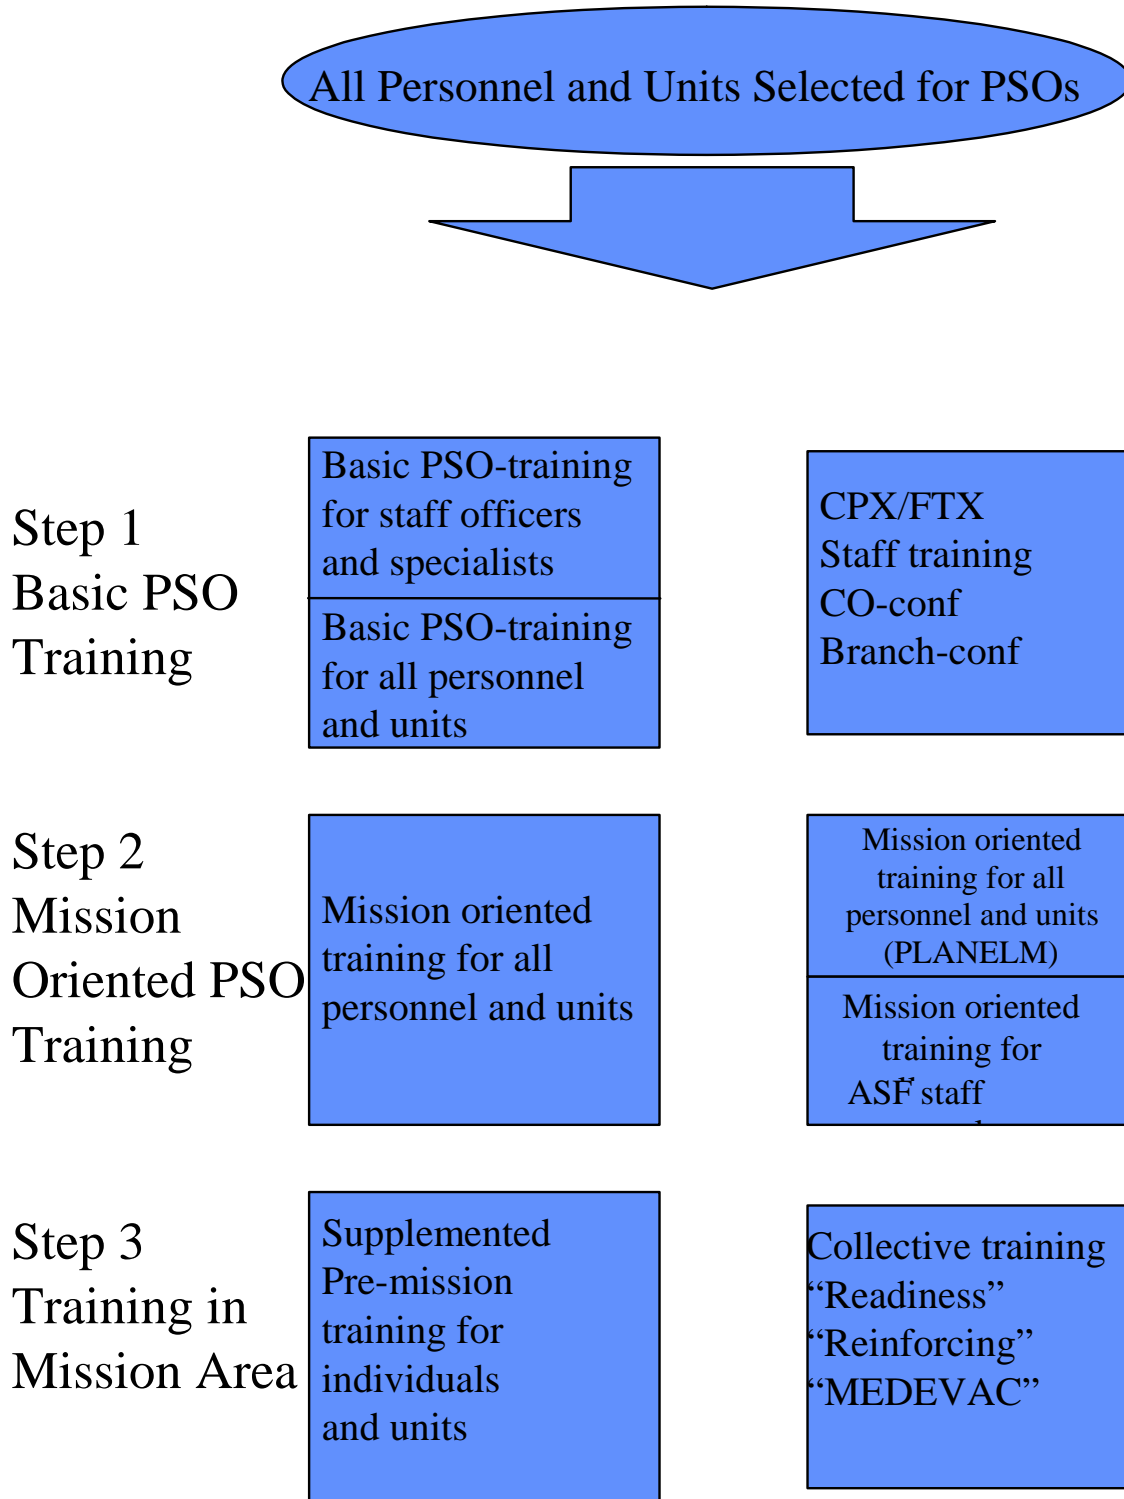 All Personnel and Units Selected for PSOs
Step 1
Basic PSO
Training
Basic PSO-training
for staff officers
and specialists
Basic PSO-training
for all personnel
and units
CPX/FTX
Staff training
CO-conf
Branch-conf
Step 2
Mission
Oriented PSO
Training
Mission oriented
training for all
personnel and units
Mission oriented
training for all
personnel and units
(PLANELM)
Mission oriented
training for
ASF staff
Step 3
Training in
Mission Area
Supplemented
Pre-mission
training for
individuals
and units
Collective training
“Readiness”
“Reinforcing”
“MEDEVAC”